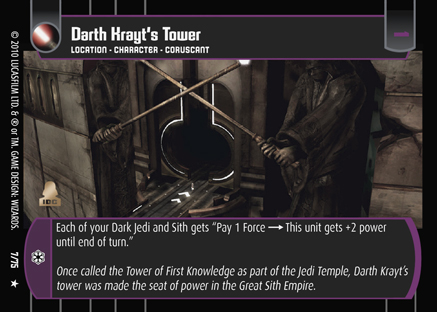 Darth Krayt's Tower
LOCATION - CHARACTER - CORUSCANT
Each of your Dark Jedi and Sith gets “Pay 1 Force → This unit gets +2 power
until end of turn.”
Once called the Tower of First Knowledge as part of the Jedi Temple, Darth Krayt's
tower was made the seat of power in the Great Sith Empire.
© 2010 LUCASFILM LTD. & ® or TM. GAME DESIGN: WIZARDS.
7/75
IDC